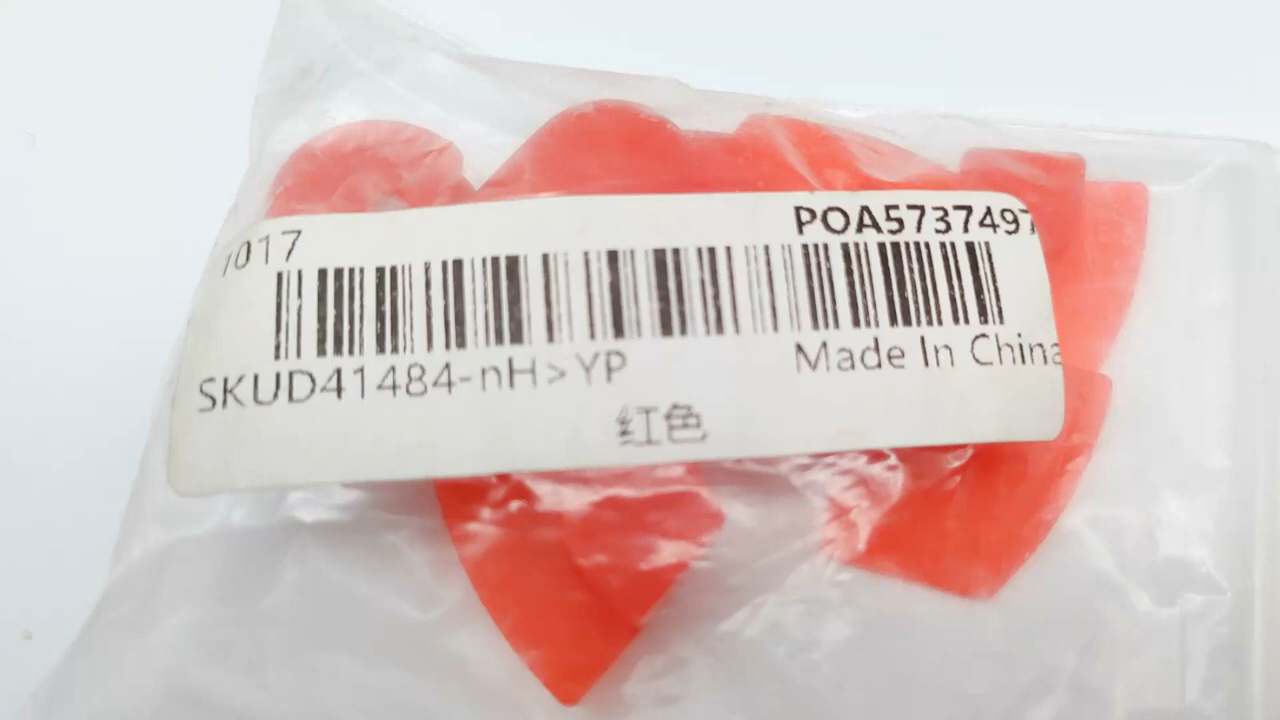 7017
POA5737497
SKUD41484-nH>YP
Made In China
红色